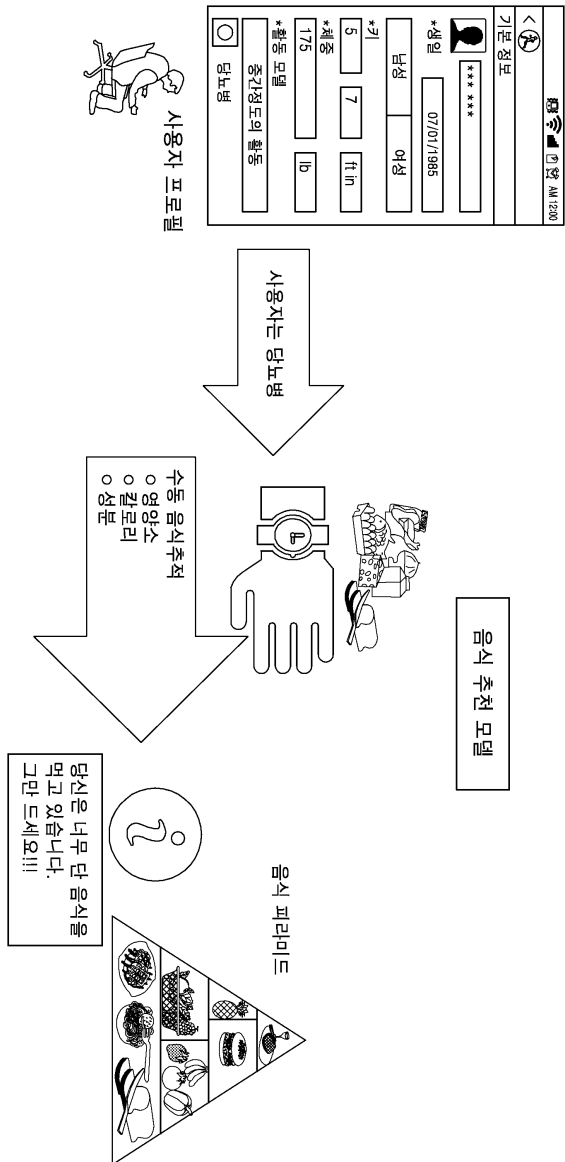 음식 추천 모델
AM 12:00
<
기본 정보
*** ***
*생일
07/01/1985
남성
여성
*키
5
7
ft in
*체중
175
lb
*활동 모델
중간정도의 활동
당뇨병
사용자 프로필
사용자는 당뇨병
수동 음식추적
○ 영양소
○ 칼로리
○ 성분
음식 피라미드
i
당신은 너무 단 음식을
먹고 있습니다.
그만 드세요!!!